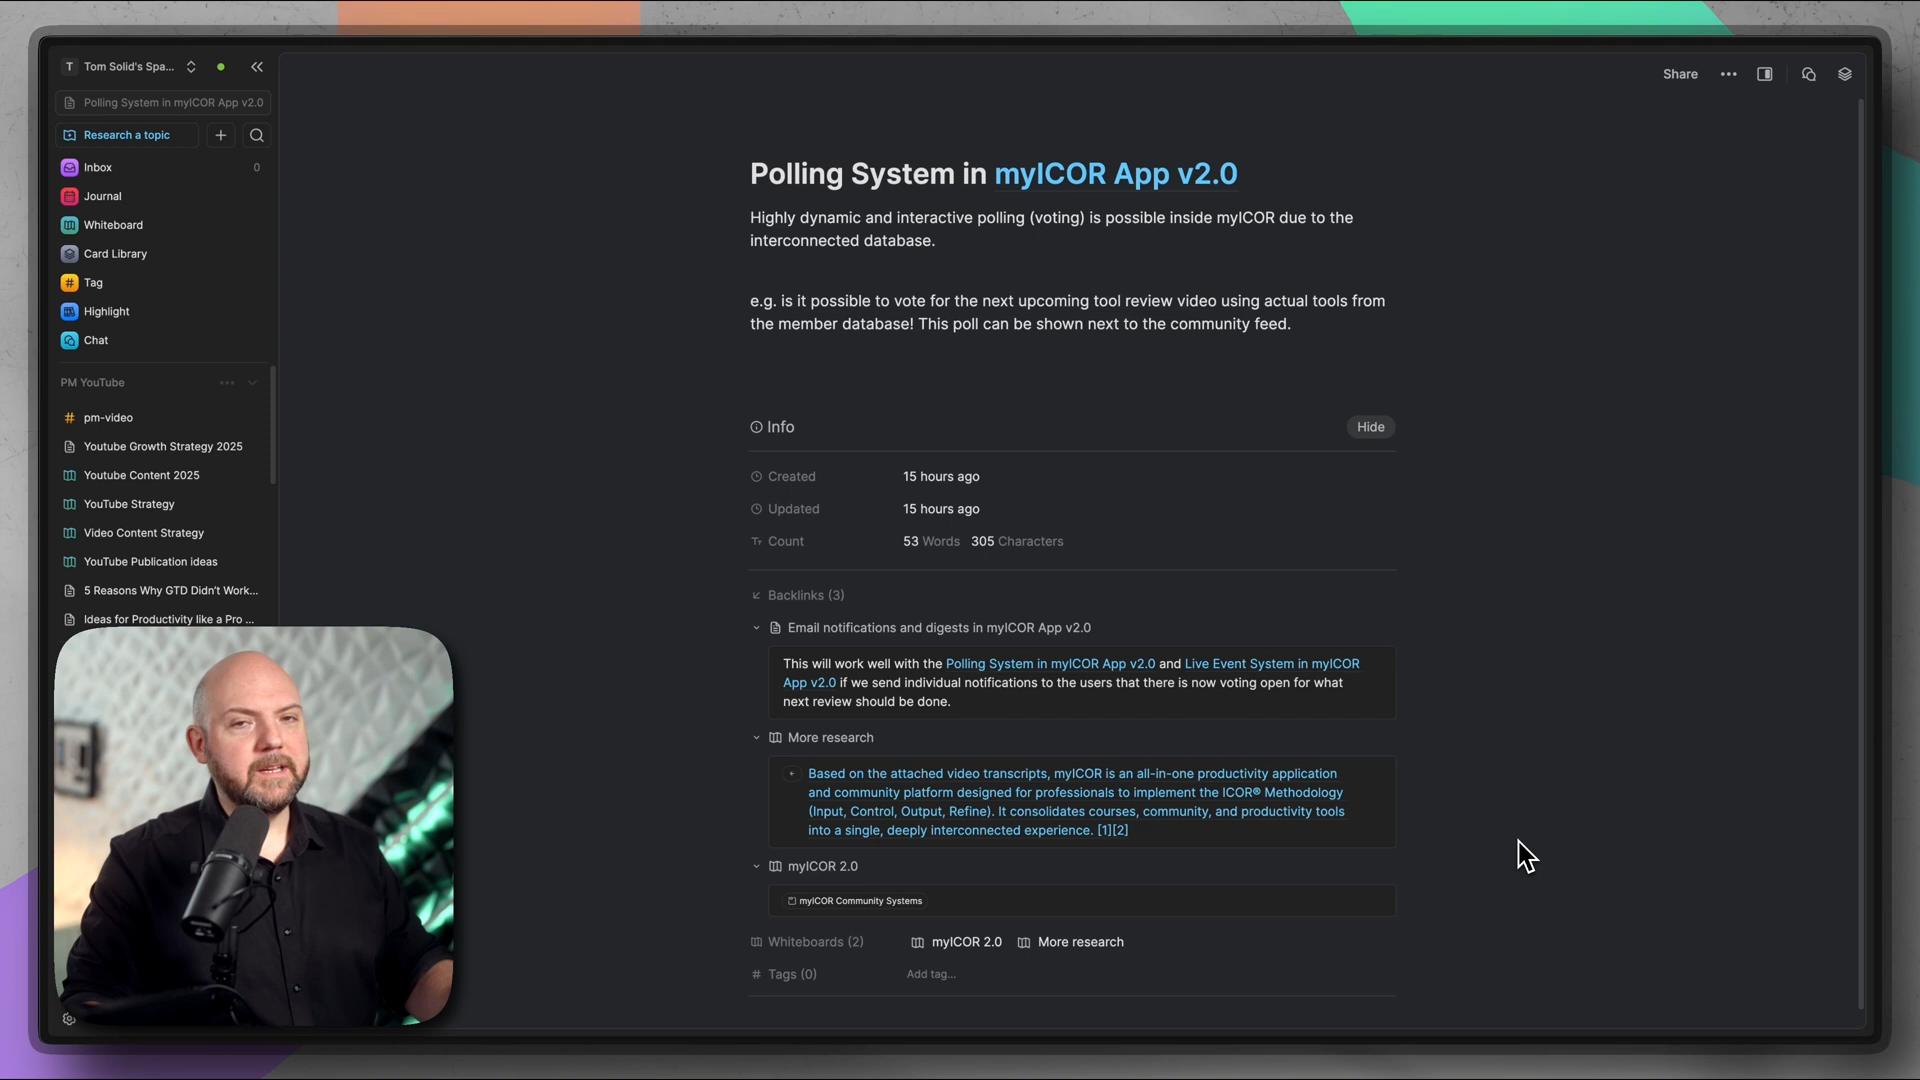 T Tom Solid's Spa...
Polling System in myICOR App v2.0
Research a topic
Inbox 0
Journal
Whiteboard
Card Library
Tag
Highlight
Chat
PM YouTube
# pm-video
Youtube Growth Strategy 2025
Youtube Content 2025
YouTube Strategy
Video Content Strategy
YouTube Publication ideas
5 Reasons Why GTD Didn't Work...
Ideas for Productivity like a Pro ...
Share
Polling System in myICOR App v2.0
Highly dynamic and interactive polling (voting) is possible inside myICOR due to the
interconnected database.
e.g. is it possible to vote for the next upcoming tool review video using actual tools from
the member database! This poll can be shown next to the community feed.
Info Hide
Created 15 hours ago
Updated 15 hours ago
Tт Count 53 Words 305 Characters
Backlinks (3)
Email notifications and digests in myICOR App v2.0
This will work well with the Polling System in myICOR App v2.0 and Live Event System in myICOR
App v2.0 if we send individual notifications to the users that there is now voting open for what
next review should be done.
More research
Based on the attached video transcripts, myICOR is an all-in-one productivity application
and community platform designed for professionals to implement the ICOR® Methodology
(Input, Control, Output, Refine). It consolidates courses, community, and productivity tools
into a single, deeply interconnected experience. [1][2]
myICOR 2.0
myICOR Community Systems
Whiteboards (2) myICOR 2.0 More research
# Tags (0) Add tag...